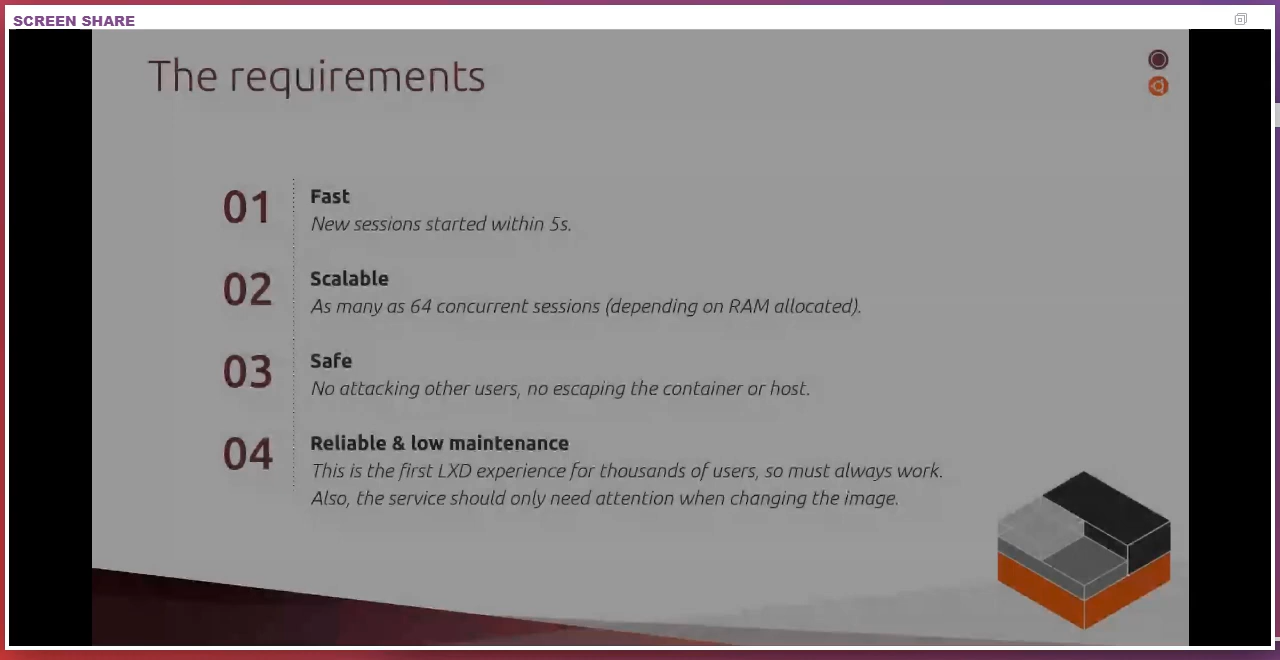 SCREEN SHARE
The requirements
01
Fast
New sessions started within 5s.
02
Scalable
As many as 64 concurrent sessions (depending on RAM allocated).
03
Safe
No attacking other users, no escaping the container or host.
04
Reliable & low maintenance
This is the first LXD experience for thousands of users, so must always work.
Also, the service should only need attention when changing the image.